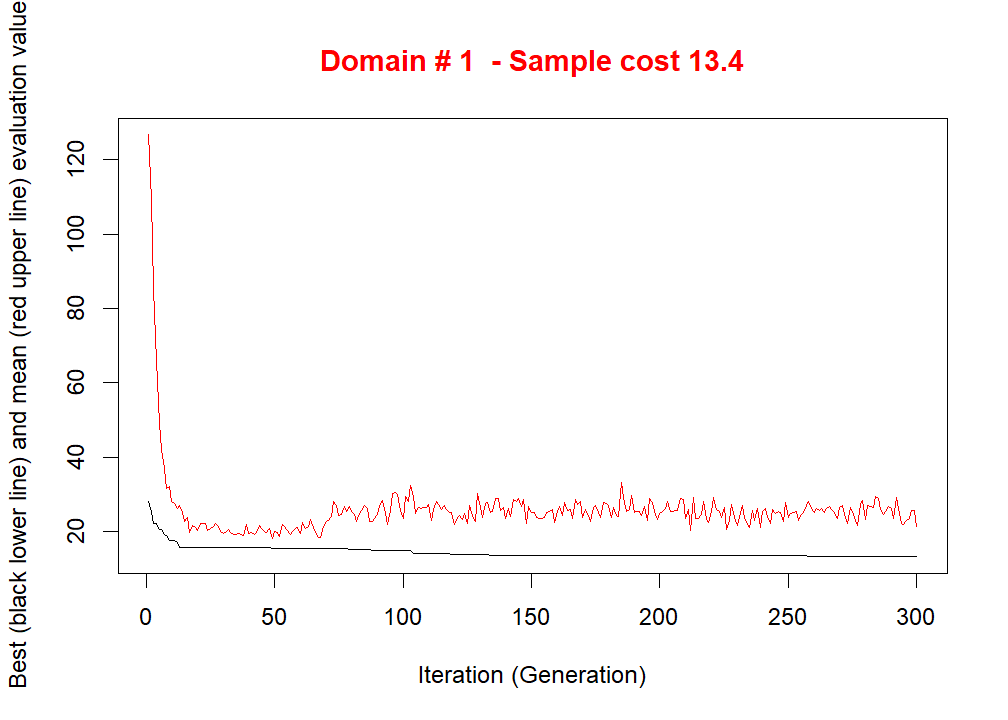 Domain # 1  - Sample cost 13.4
Best (black lower line) and mean (red upper line) evaluation value
120
100
80
60
40
20
0 50 100 150 200 250 300
Iteration (Generation)